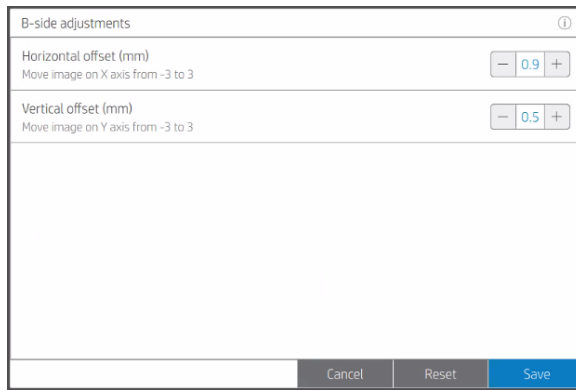 B-side adjustments
Horizontal offset (mm)
Move image on X axis from -3 to 3
− 0.9 +
Vertical offset (mm)
Move image on Y axis from -3 to 3
− 0.5 +
Cancel Reset Save